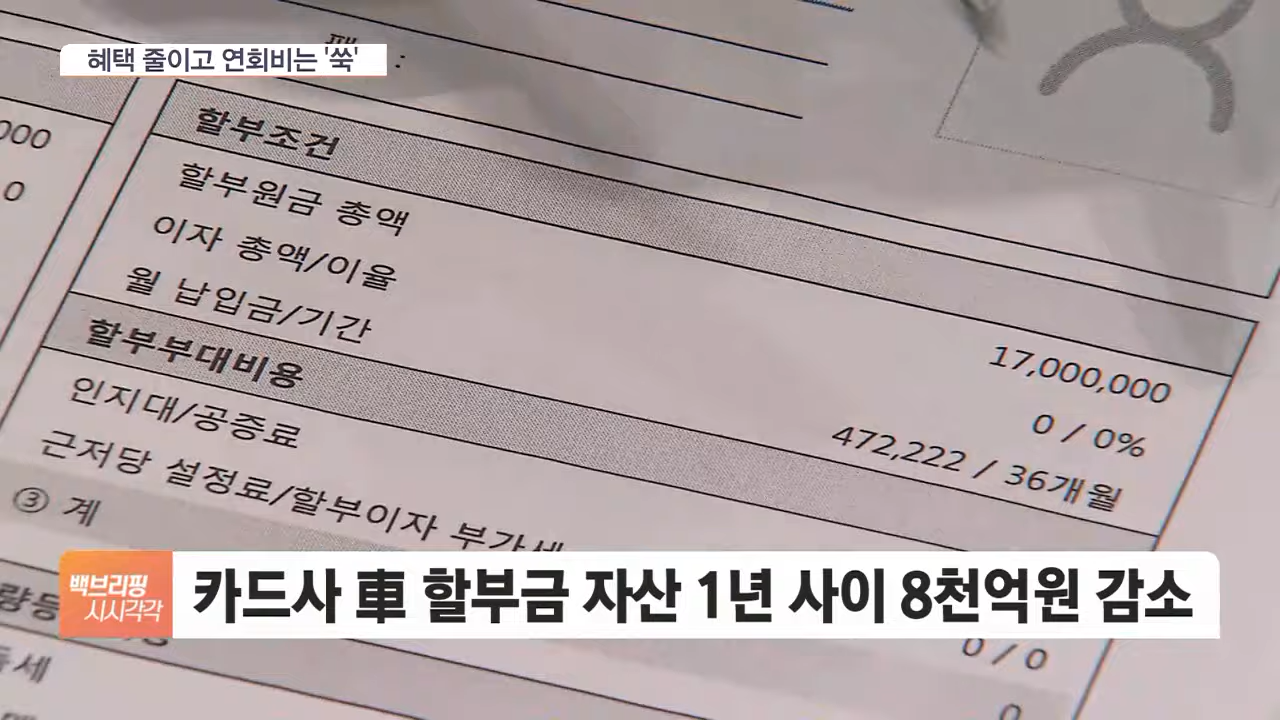 혜택 줄이고 연회비는 '쑥'
:
000
0
할부조건
할부원금 총액
17,000,000
이자 총액/이율
0 / 0%
월 납입금/기간
472,222 / 36개월
할부부대비용
인지대/공증료
근저당 설정료/할부이자 부가세
③ 계
백브리핑
시시각각
카드사 車 할부금 자산 1년 사이 8천억원 감소
0 / 0
0